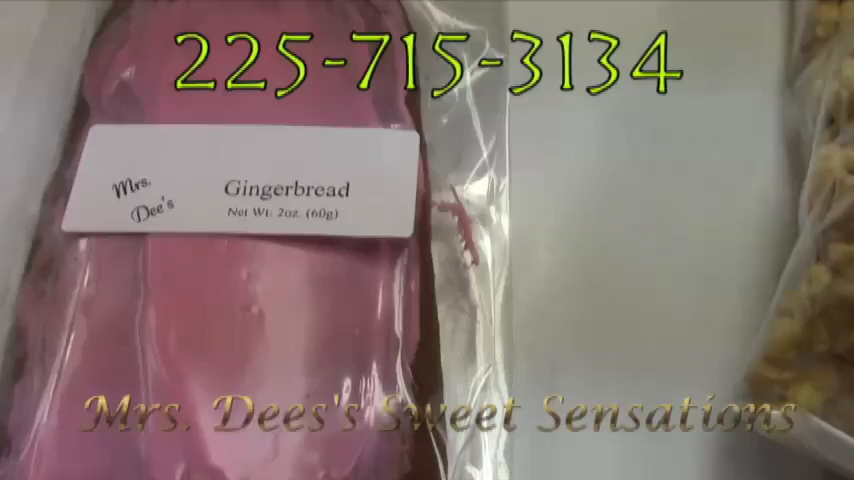 225-715-3134
Mrs.
Dee's
Gingerbread
Net Wt: 2oz. (60g)
Mrs. Dees's Sweet Sensations